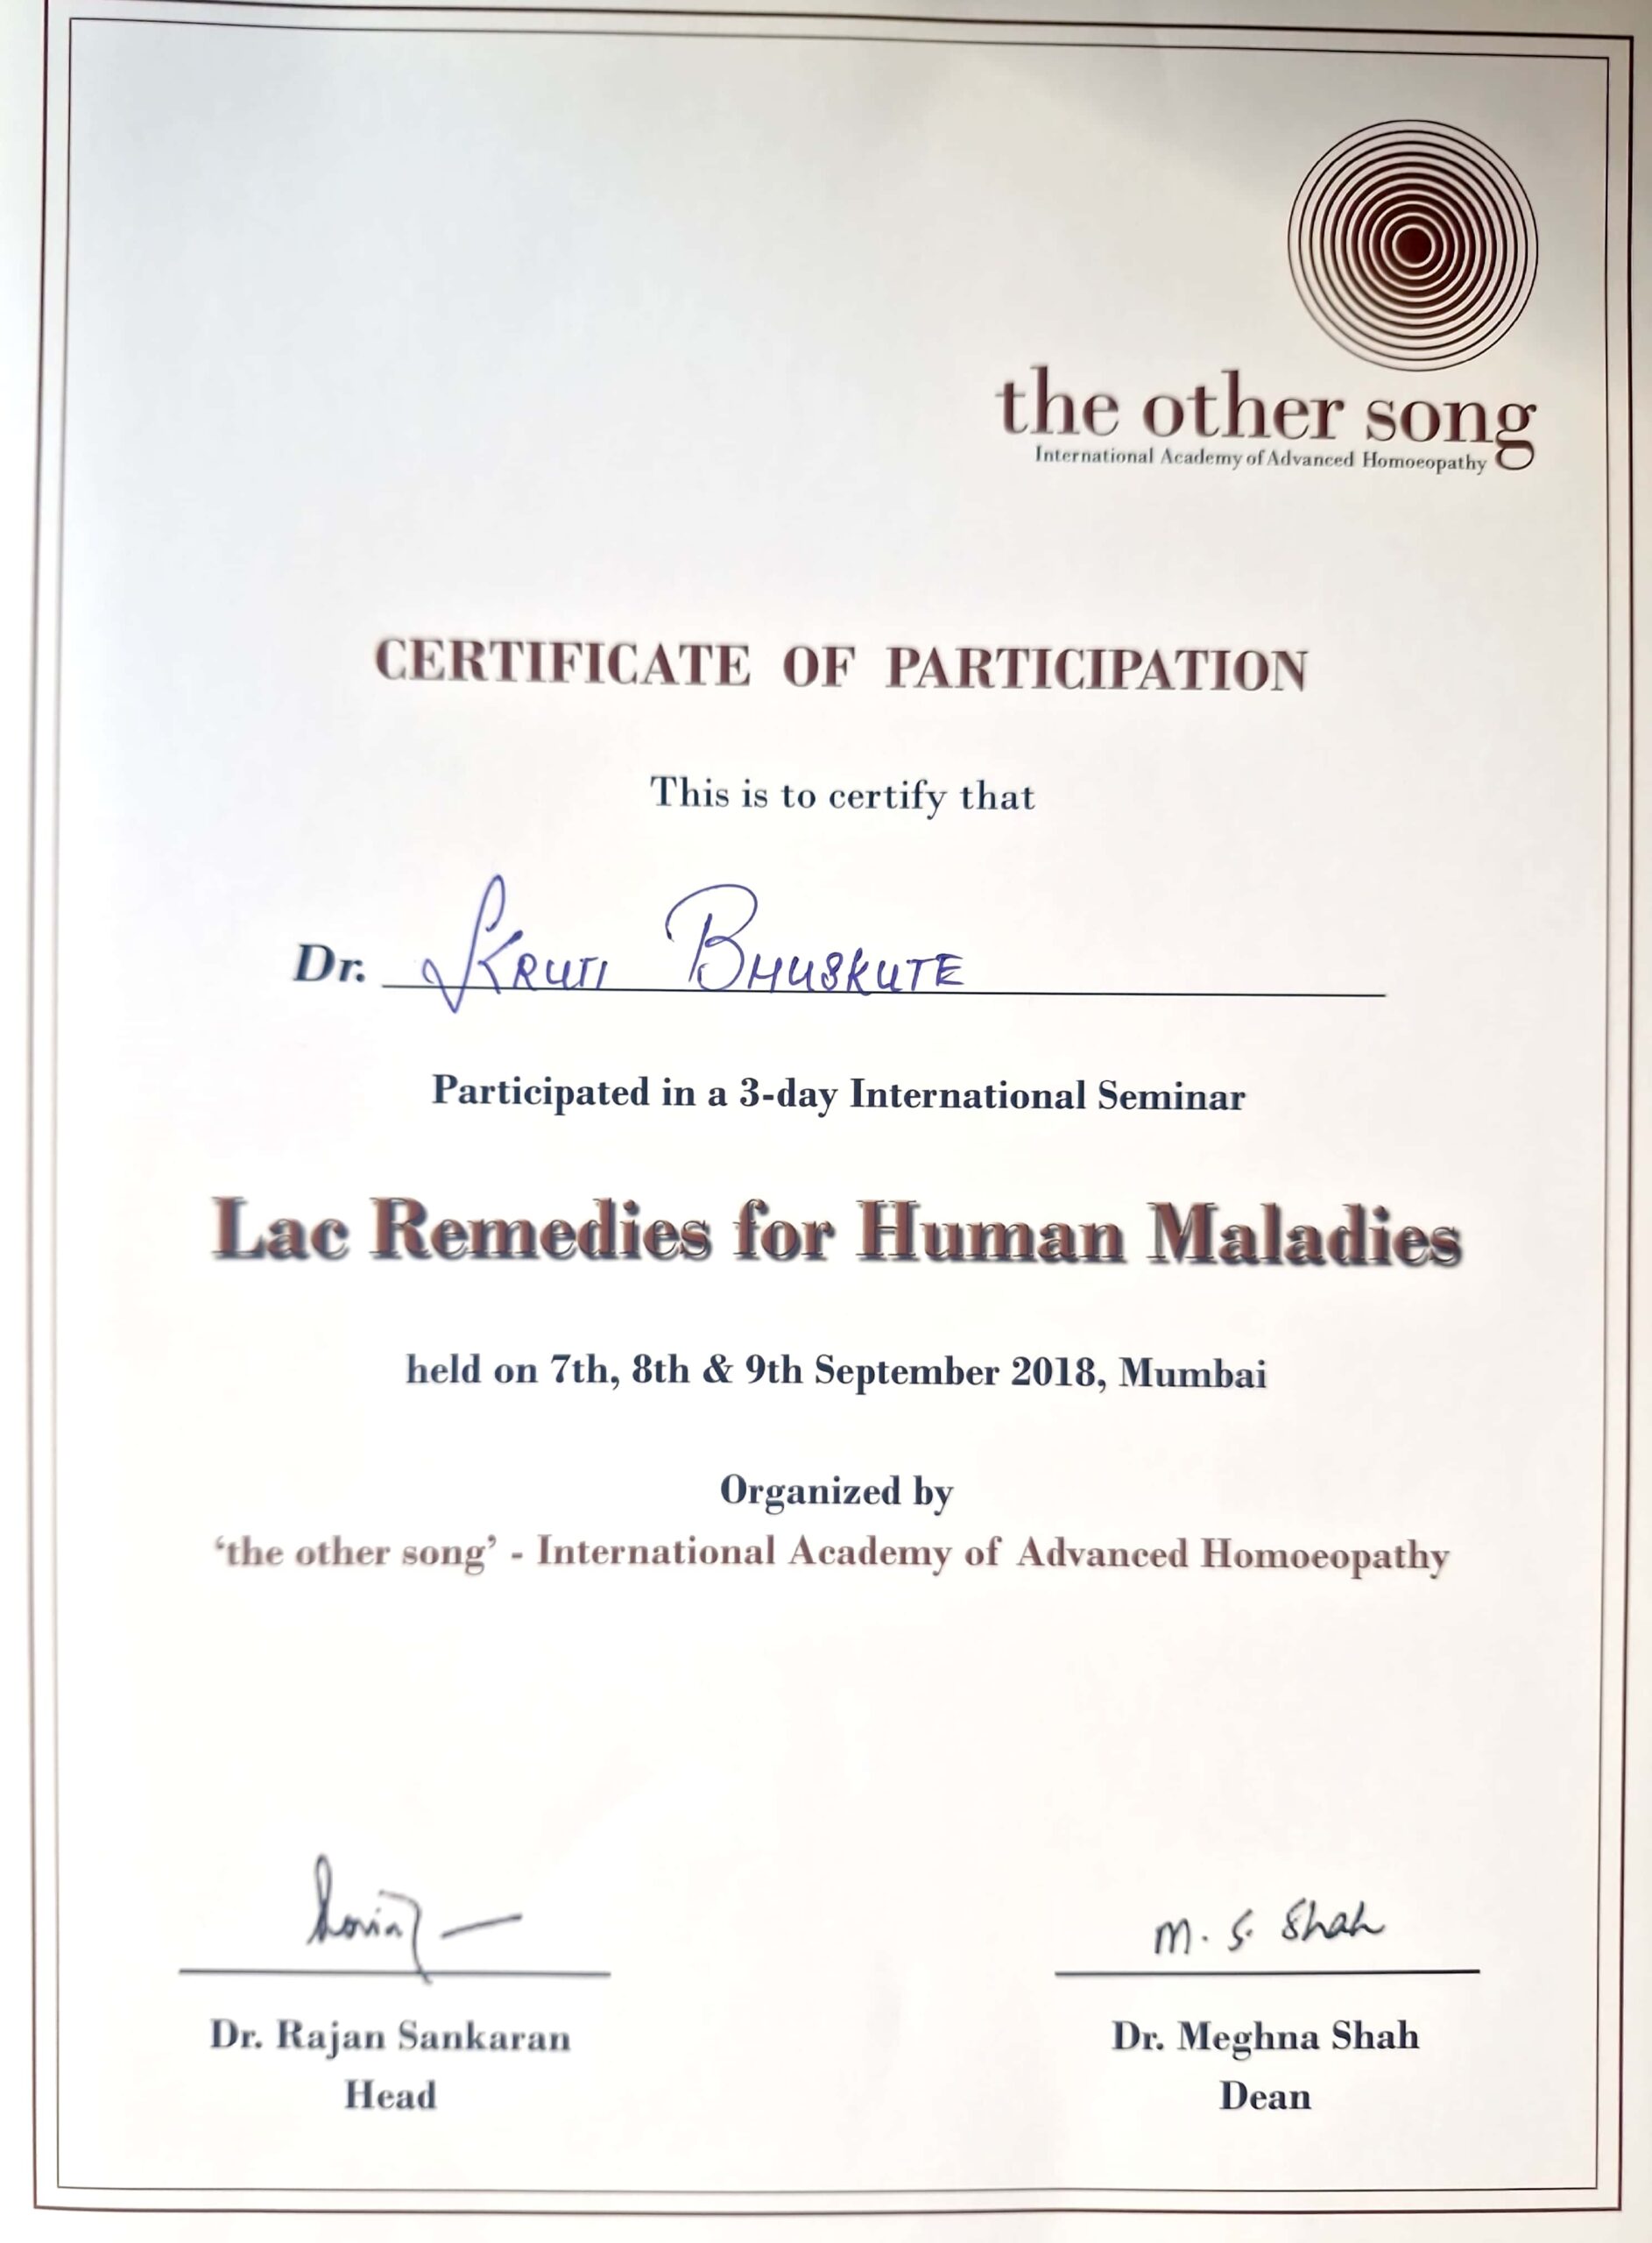 the other song
International Academy of Advanced Homoeopathy
CERTIFICATE OF PARTICIPATION
This is to certify that
Dr. KRUTI BHUSKUTE
Participated in a 3-day International Seminar
Lac Remedies for Human Maladies
held on 7th, 8th & 9th September 2018, Mumbai
Organized by
‘the other song’ - International Academy of Advanced Homoeopathy
M. S. Shah
Dr. Rajan Sankaran
Head
Dr. Meghna Shah
Dean